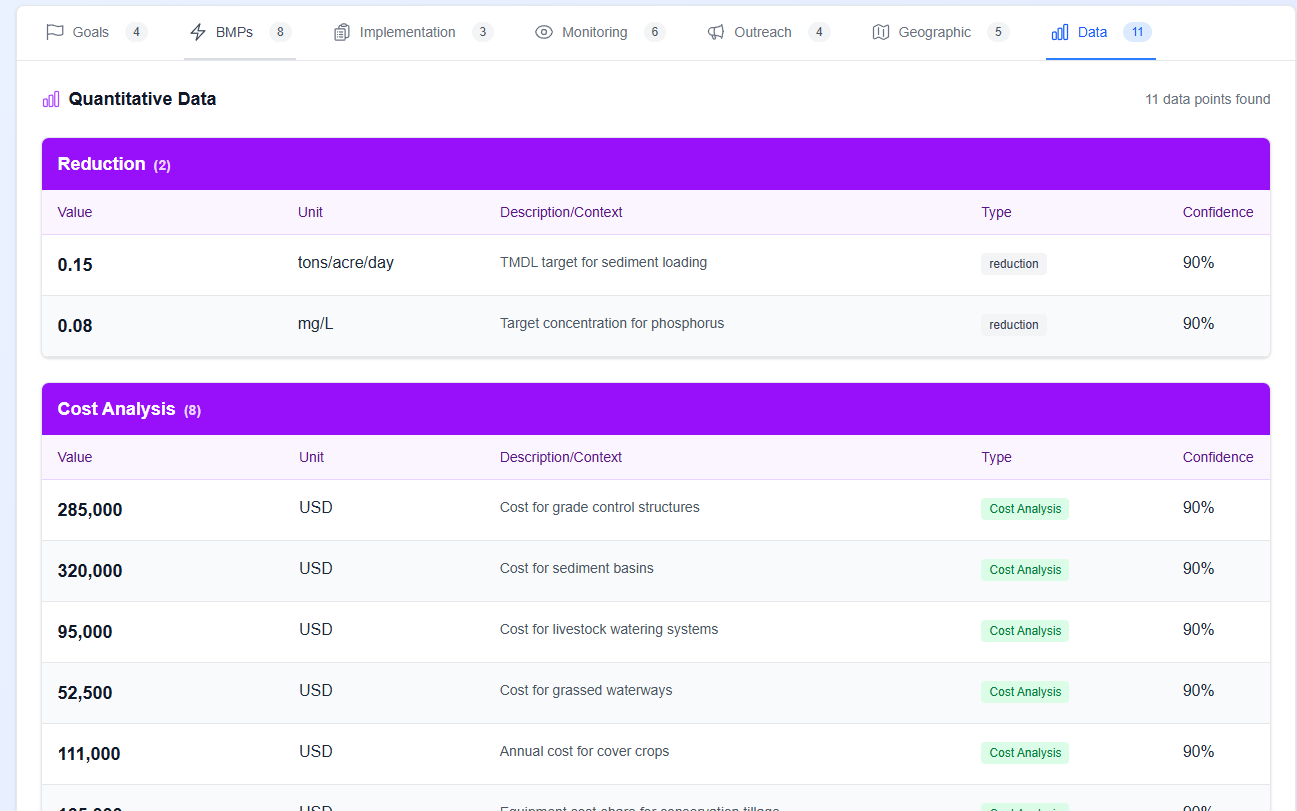 Goals 4 BMPs 8 Implementation 3 Monitoring 6 Outreach 4 Geographic 5 Data 11
Quantitative Data 11 data points found
Reduction (2)
Value Unit Description/Context Type Confidence
0.15 tons/acre/day TMDL target for sediment loading reduction 90%
0.08 mg/L Target concentration for phosphorus reduction 90%
Cost Analysis (8)
Value Unit Description/Context Type Confidence
285,000 USD Cost for grade control structures Cost Analysis 90%
320,000 USD Cost for sediment basins Cost Analysis 90%
95,000 USD Cost for livestock watering systems Cost Analysis 90%
52,500 USD Cost for grassed waterways Cost Analysis 90%
111,000 USD Annual cost for cover crops Cost Analysis 90%
USD Equipment cost-share for conservation tillage Cost Analysis 90%